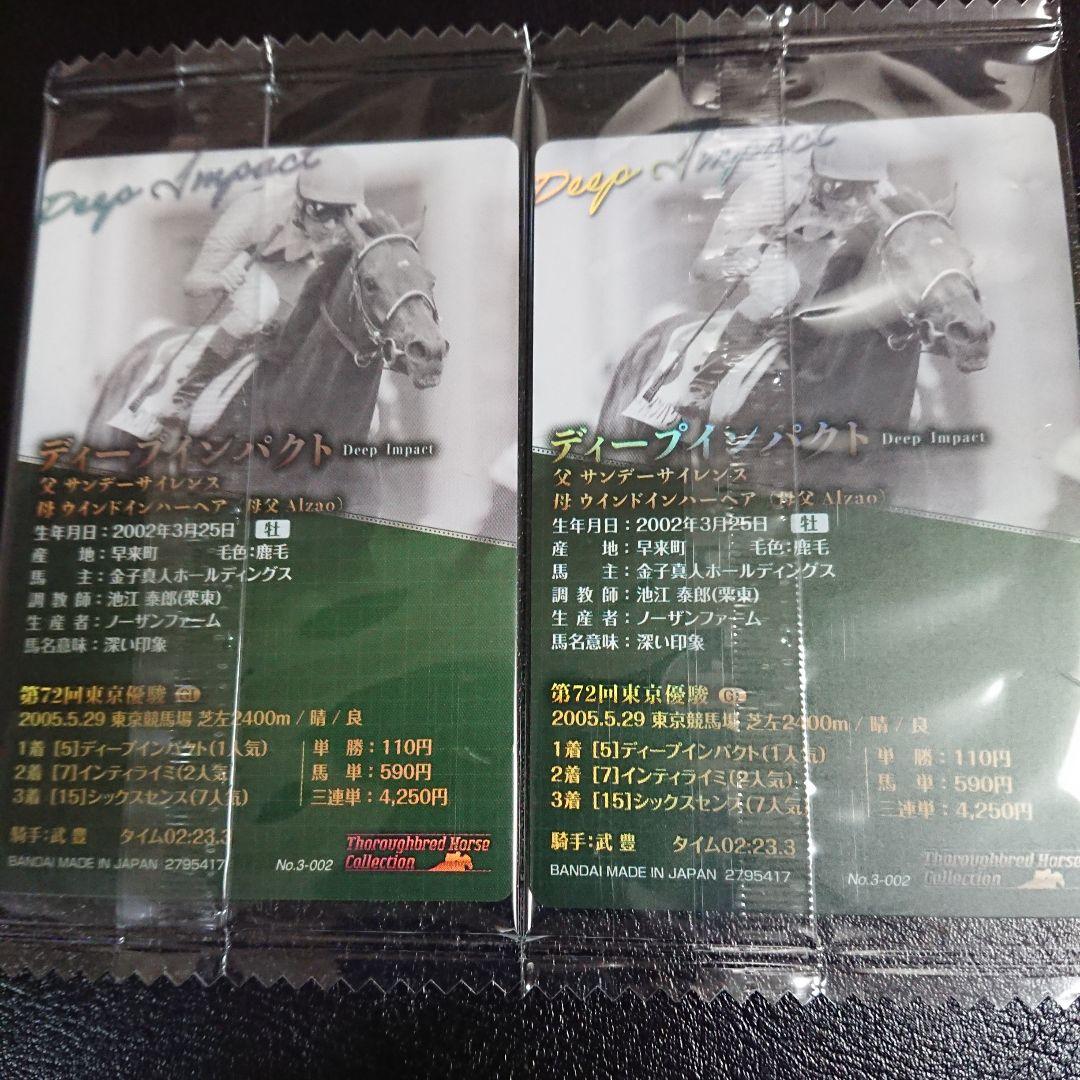 Deep Impact
ディープインパクト Deep Impact
父 サンデーサイレンス
母 ウインドインハーヘア (母父 Alzao)
生年月日：2002年3月25日 牡
産 地：早来町 毛色：鹿毛
馬 主：金子真人ホールディングス
調教師：池江 泰郎(栗東)
生産者：ノーザンファーム
馬名意味：深い印象
第72回東京優駿 GI
2005.5.29 東京競馬場 芝左2400m / 晴 / 良
1着 [5]ディープインパクト(1人気) 単 勝：110円
2着 [7]インティライミ(2人気) 馬 単：590円
3着 [15]シックスセンス(7人気) 三連単：4,250円
騎手：武 豊 タイム02:23.3
BANDAI MADE IN JAPAN 2795417 No.3-002
Thoroughbred Horse
Collection
Deep Impact
ディープインパクト Deep Impact
父 サンデーサイレンス
母 ウインドインハーヘア (母父 Alzao)
生年月日：2002年3月25日 牡
産 地：早来町 毛色：鹿毛
馬 主：金子真人ホールディングス
調教師：池江 泰郎(栗東)
生産者：ノーザンファーム
馬名意味：深い印象
第72回東京優駿 GI
2005.5.29 東京競馬場 芝左2400m / 晴 / 良
1着 [5]ディープインパクト(1人気) 単 勝：110円
2着 [7]インティライミ(2人気) 馬 単：590円
3着 [15]シックスセンス(7人気) 三連単：4,250円
騎手：武 豊 タイム02:23.3
BANDAI MADE IN JAPAN 2795417 No.3-002
Thoroughbred Horse
Collection